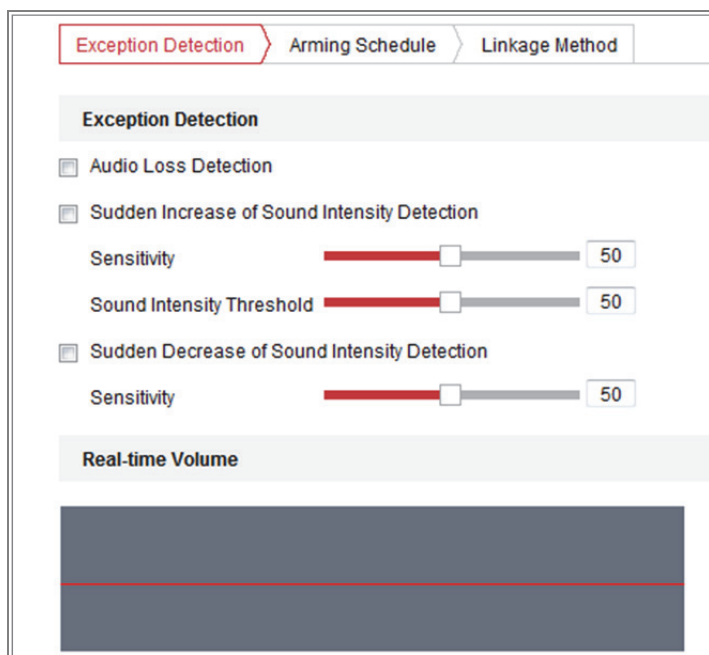 Exception Detection Arming Schedule Linkage Method
Exception Detection
Audio Loss Detection
Sudden Increase of Sound Intensity Detection
Sensitivity 50
Sound Intensity Threshold 50
Sudden Decrease of Sound Intensity Detection
Sensitivity 50
Real-time Volume